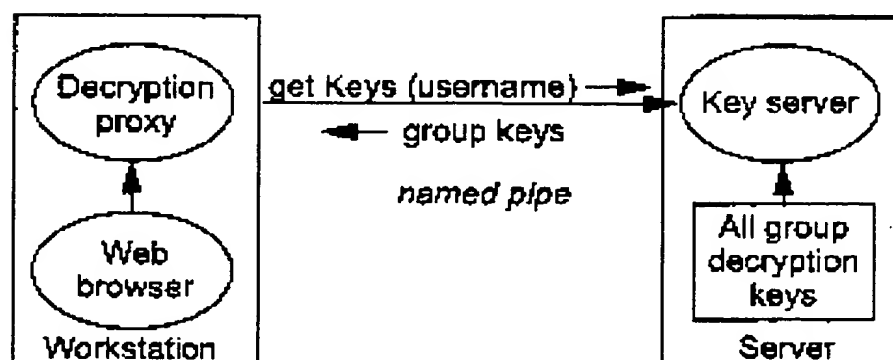 Decryption
proxy
get Keys (username)
Key server
group keys
named pipe
Web
browser
All group
decryption
keys
Workstation
Server